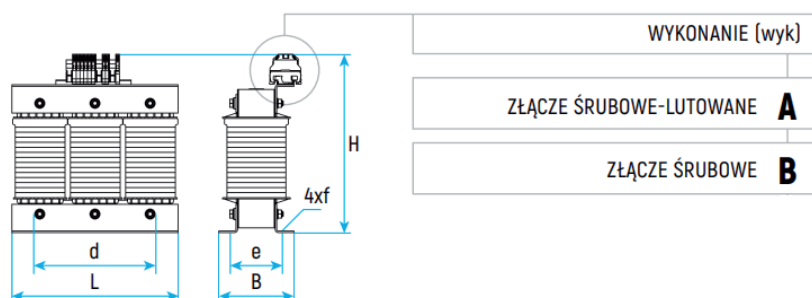 WYKONANIE (wyk)
ZŁĄCZE ŚRUBOWE-LUTOWANE A
ZŁĄCZE ŚRUBOWE B
H
4xf
d
e
L
B